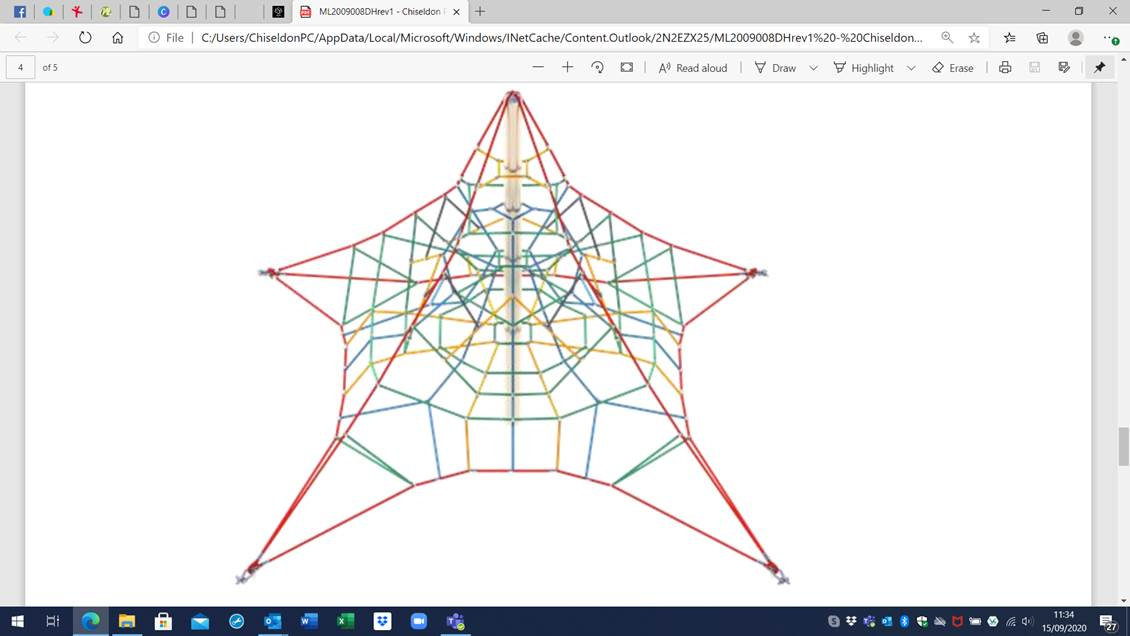 ML2009008DHrev1 - Chiseldon
File
C:/Users/ChiseldonPC/AppData/Local/Microsoft/Windows/INetCache/Content.Outlook/2N2EZX25/ML2009008DHrev1%20-%20Chiseldon...
4 of 5
Read aloud
Draw
Highlight
Erase
11:34
15/09/2020
27